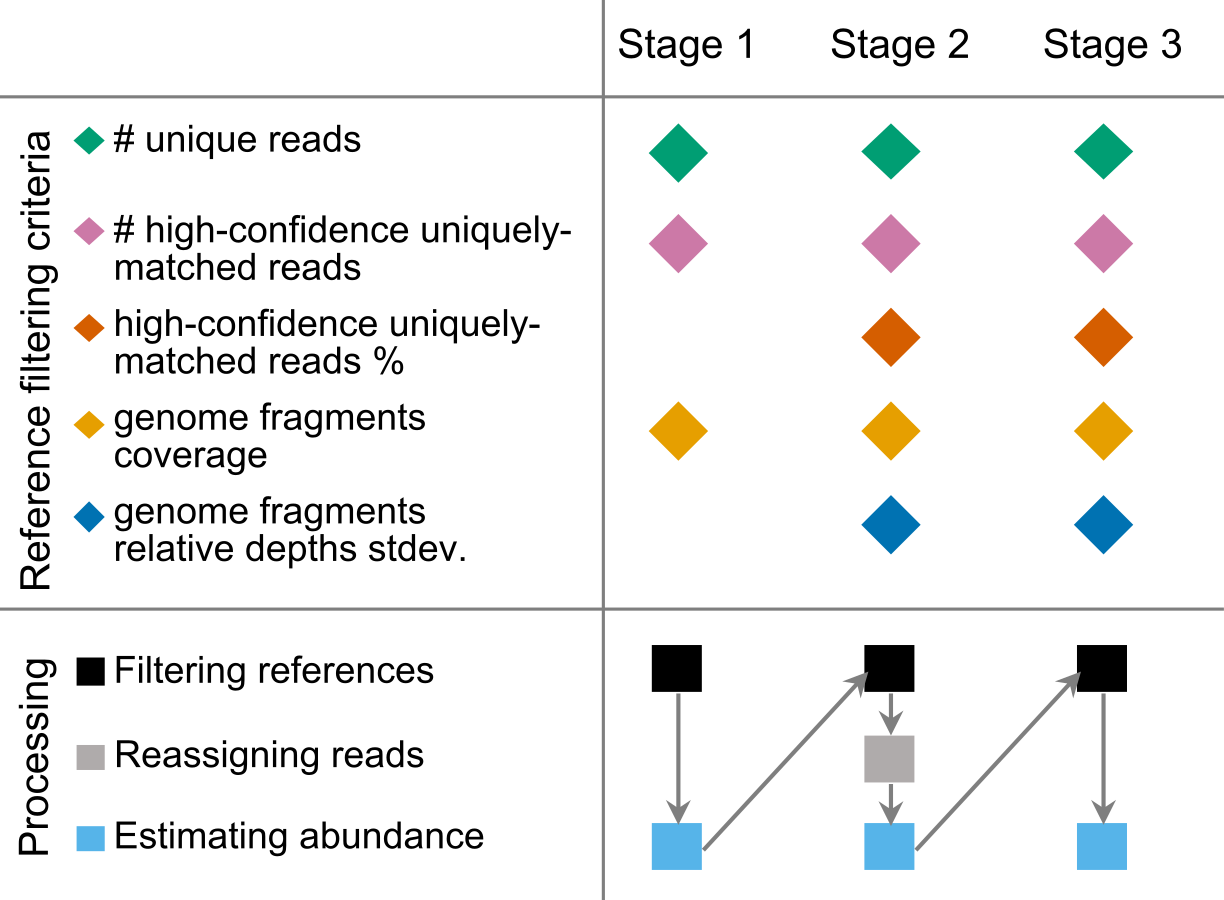 Stage 1 Stage 2 Stage 3
Reference filtering criteria
# unique reads
# high-confidence uniquely-
matched reads
high-confidence uniquely-
matched reads %
genome fragments
coverage
genome fragments
relative depths stdev.
Processing
Filtering references
Reassigning reads
Estimating abundance